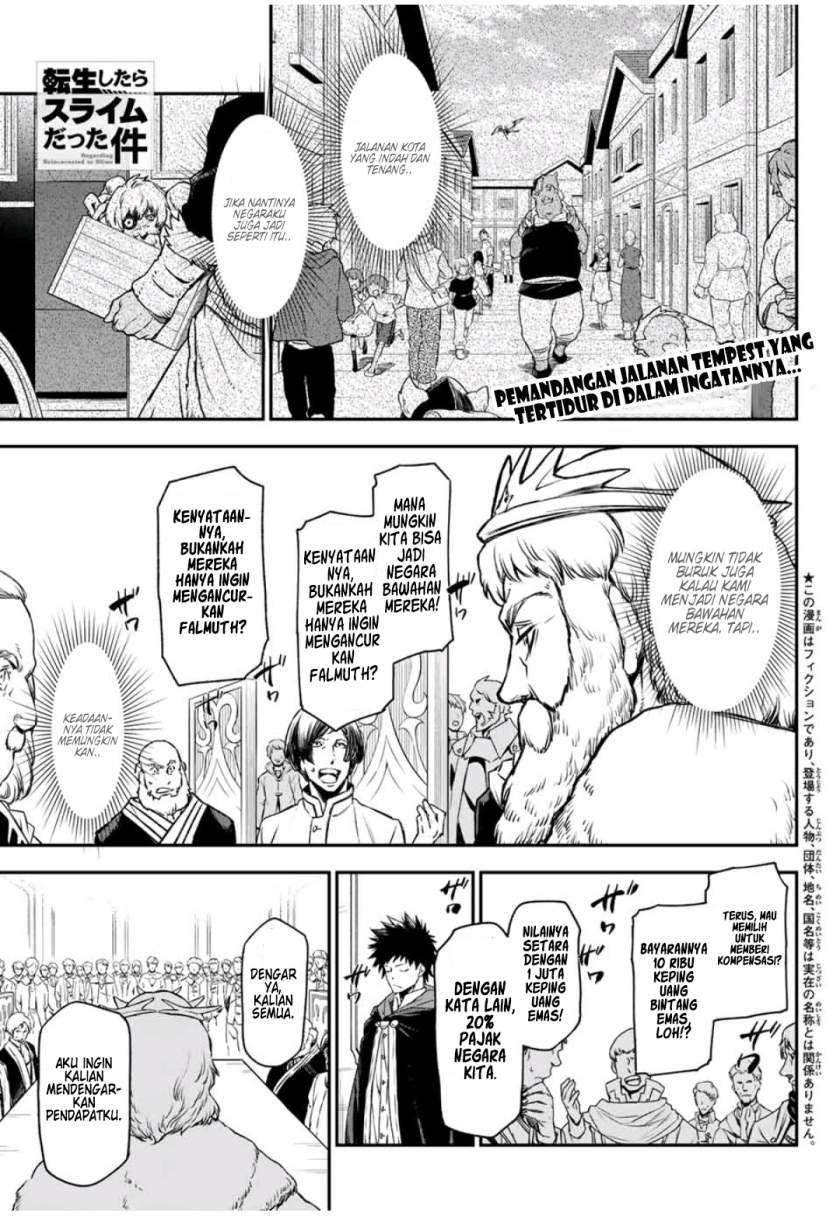 転生したら
スライム
だった件
Regarding
Reincarnated to Slime
JALANAN KOTA
YANG INDAH DAN
TENANG..
JIKA NANTINYA
NEGARAKU
JUGA JADI
SEPERTI ITU..
PEMANDANGAN JALANAN TEMPEST YANG
TERTIDUR DI DALAM INGATANNYA...
MUNGKIN TIDAK
BURUK JUGA
KALAU KAMI
MENJADI NEGARA
BAWAHAN
MEREKA. TAPI..
MANA
MUNGKIN
KITA BISA
JADI
NEGARA
BAWAHAN
MEREKA!
KENYATAAN
NYA,
BUKANKAH
MEREKA
HANYA INGIN
MENGANCUR
KAN
FALMUTH?
KENYATAAN-
NYA,
BUKANKAH
MEREKA
HANYA INGIN
MENGANCUR-
KAN
FALMUTH?
KEADAAN-
NYA TIDAK
MEMUNGKIN
KAN..
TERUS, MAU
MEMILIH
UNTUK
MEMBERI
KOMPENSASI?
BAYARANNYA
10 RIBU
KEPING
UANG
BINTANG
EMAS,
LOH!?
NILAINYA
SETARA
DENGAN
1 JUTA
KEPING
UANG
EMAS!
DENGAN
KATA LAIN,
20%
PAJAK
NEGARA
KITA.
ザワ
ザワ
ザワ
DENGAR
YA,
KALIAN
SEMUA.
AKU INGIN
KALIAN
MENDENGAR-
KAN
PENDAPATKU.
★この漫画はフィクションであり、登場する人物、団体、地名、国名等は実在の名称とは関係ありません。